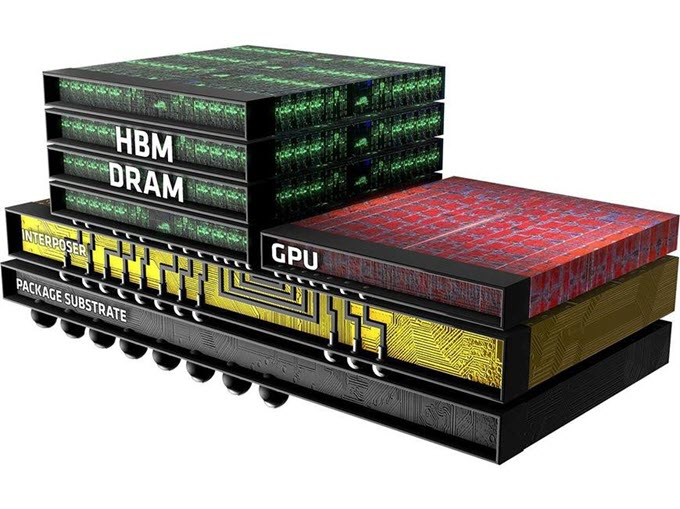 HBM
DRAM
GPU
INTERPOSER
PACKAGE SUBSTRATE